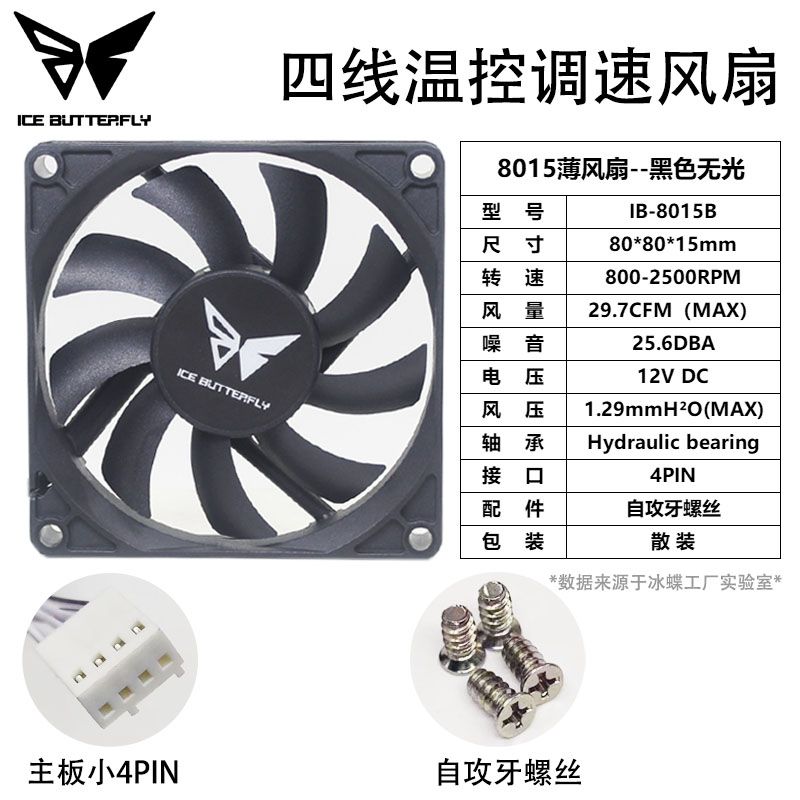 ICE BUTTERFLY
四线温控调速风扇
8015薄风扇--黑色无光
型 号 IB-8015B
尺 寸 80*80*15mm
转 速 800-2500RPM
风 量 29.7CFM（MAX）
噪 音 25.6DBA
电 压 12V DC
风 压 1.29mmH²O(MAX)
轴 承 Hydraulic bearing
接 口 4PIN
配 件 自攻牙螺丝
包 装 散 装
*数据来源于冰蝶工厂实验室*
ICE BUTTERFLY
主板小4PIN
自攻牙螺丝